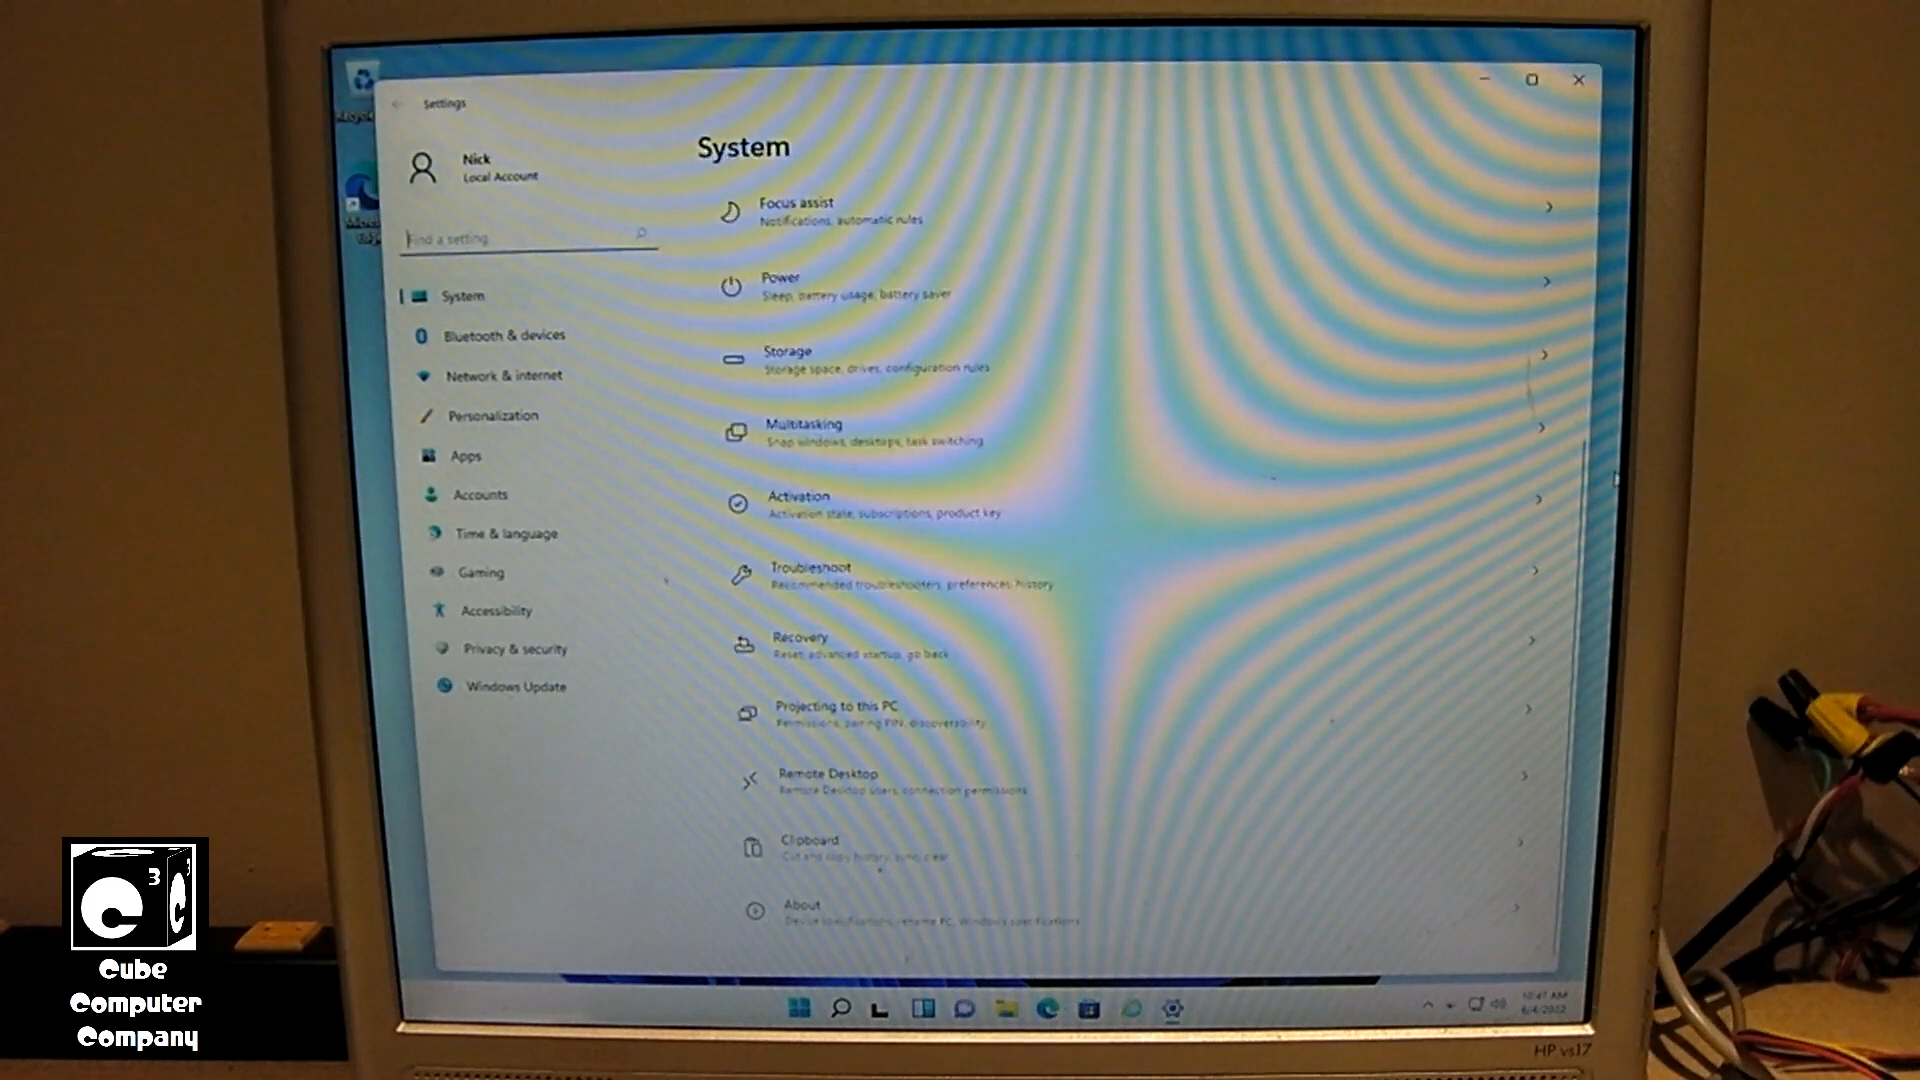 Recycle
Microsoft
Edge
Settings
Nick
Local Account
Find a setting
System
Bluetooth & devices
Network & internet
Personalization
Apps
Accounts
Time & language
Gaming
Accessibility
Privacy & security
Windows Update
System
Focus assist
Notifications, automatic rules
Power
Sleep, battery usage, battery saver
Storage
Storage space, drives, configuration rules
Multitasking
Snap windows, desktops, task switching
Activation
Activation state, subscriptions, product key
Troubleshoot
Recommended troubleshooters, preferences, history
Recovery
Reset, advanced startup, go back
Projecting to this PC
Permissions, pairing PIN, discoverability
Remote Desktop
Remote Desktop users, connection permissions
Clipboard
Cut and copy history, sync, clear
About
Device specifications, rename PC, Windows specifications
10:47 AM
6/4/2022
HP vs17
C3
C3
Cube
Computer
Company